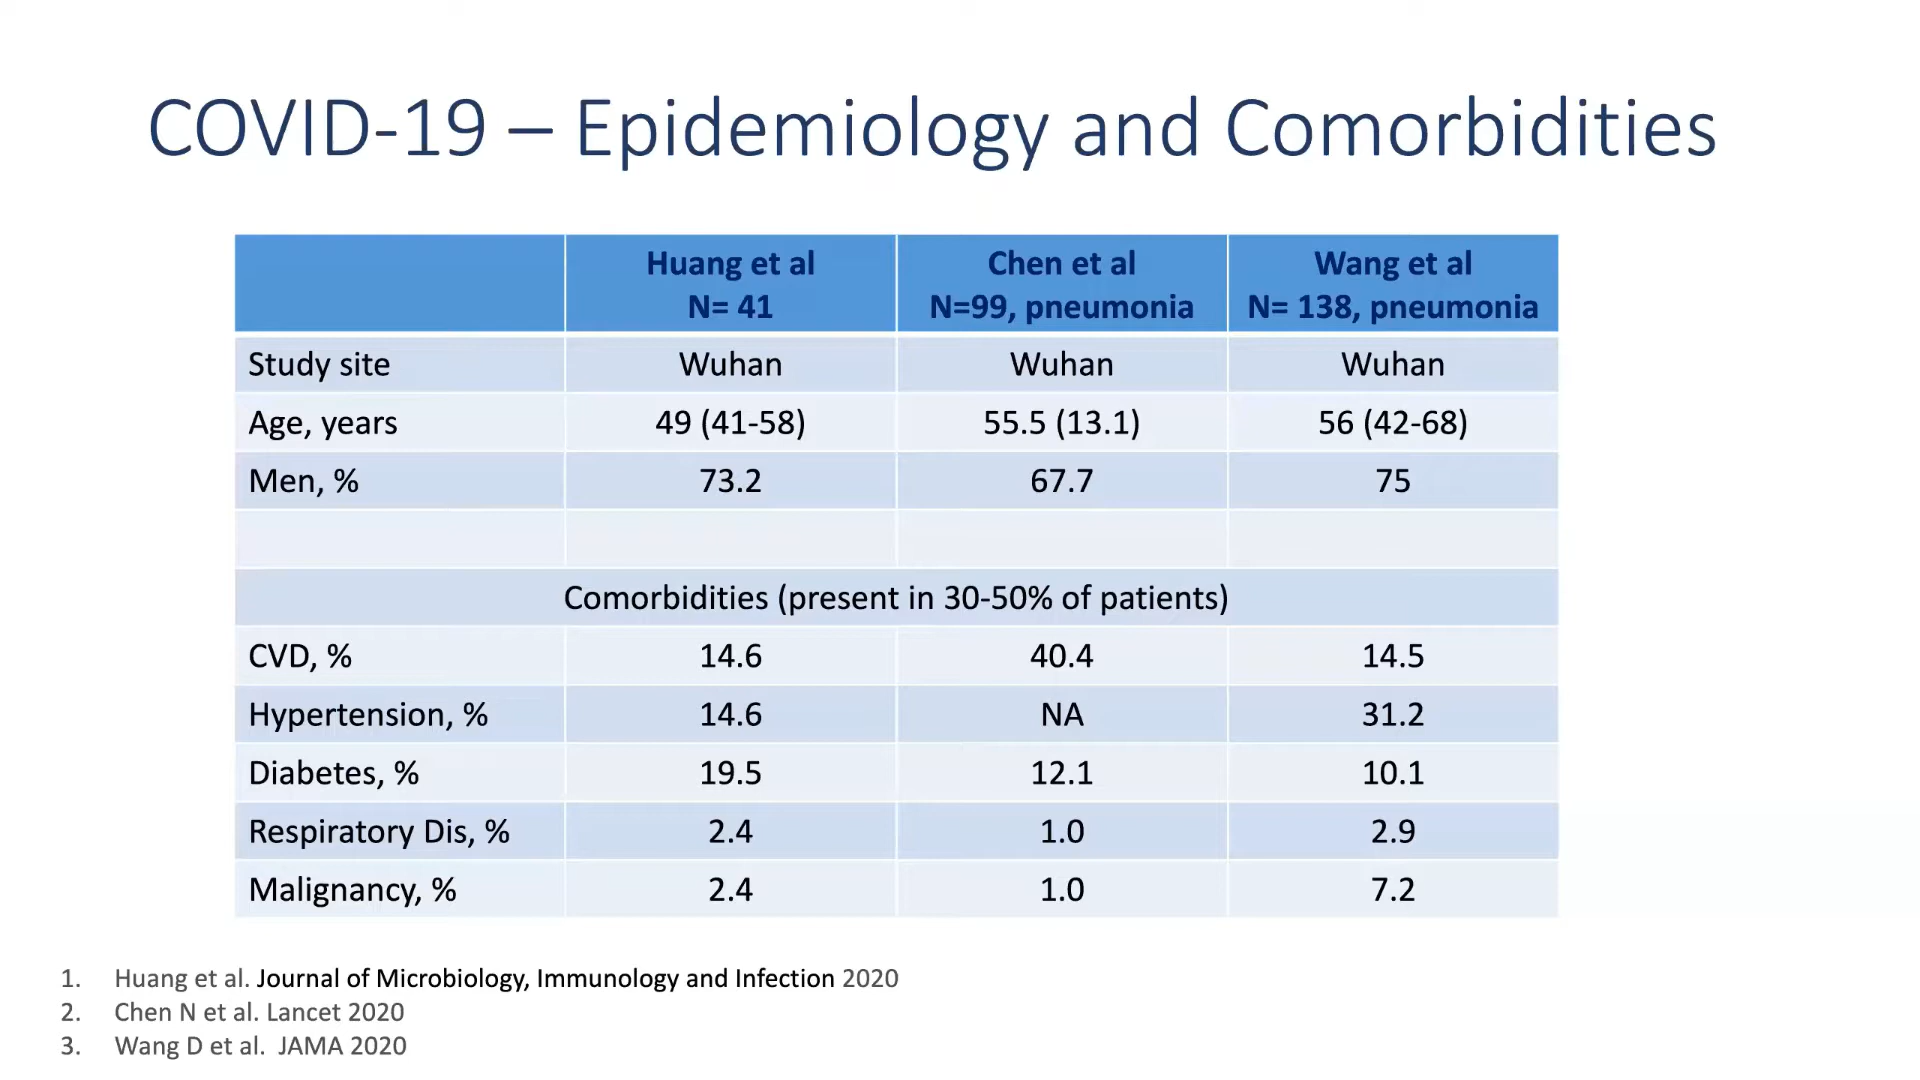 COVID-19 – Epidemiology and Comorbidities
Huang et al Chen et al Wang et al
N= 41 N=99, pneumonia N= 138, pneumonia
Study site Wuhan Wuhan Wuhan
Age, years 49 (41-58) 55.5 (13.1) 56 (42-68)
Men, % 73.2 67.7 75
Comorbidities (present in 30-50% of patients)
CVD, % 14.6 40.4 14.5
Hypertension, % 14.6 NA 31.2
Diabetes, % 19.5 12.1 10.1
Respiratory Dis, % 2.4 1.0 2.9
Malignancy, % 2.4 1.0 7.2
1. Huang et al. Journal of Microbiology, Immunology and Infection 2020
2. Chen N et al. Lancet 2020
3. Wang D et al. JAMA 2020